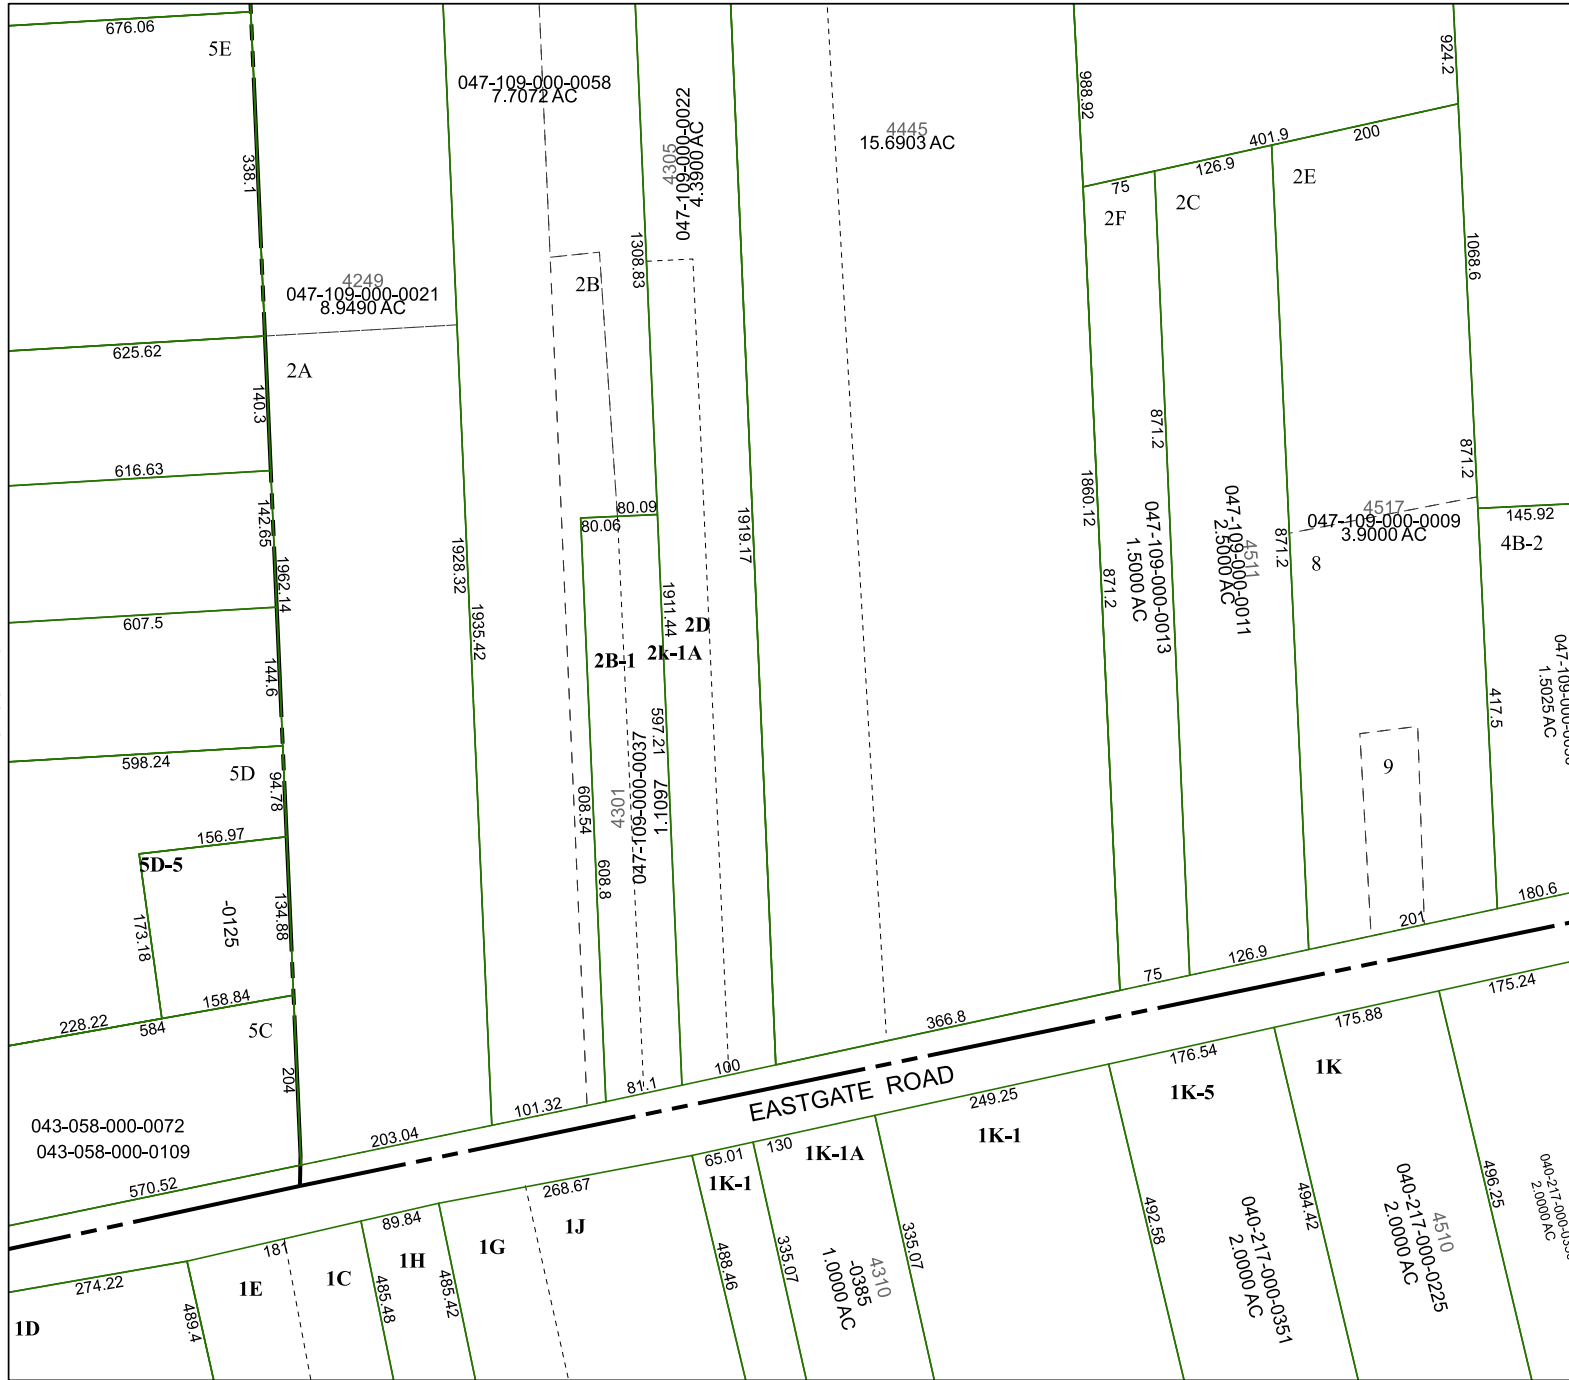 676.06
5E
338.1
4249
047-109-000-0021
8.9490 AC
625.62
2A
140.3
616.63
142.65
1962.14
607.5
144.6
598.24
5D
94.78
156.97
5D-5
-0125
134.88
173.18
158.84
228.22
584
5C
204
043-058-000-0072
043-058-000-0109
570.52
203.04
047-109-000-0058
7.7072 AC
2B
1928.32
1935.42
1308.83
4305
047-109-000-0022
4.3900 AC
80.09
80.06
1911.44
2D
2B-1
2k-1A
597.21
1.1097
047-109-000-0037
4301
608.54
608.8
101.32
81.1
100
1919.17
4445
15.6903 AC
988.92
924.2
401.9
200
126.9
75
2F
2C
2E
1068.6
1860.12
871.2
871.2
871.2
871.2
047-109-000-0013
1.5000 AC
047-109-000-0011
2.5000 AC
4511
4517
047-109-000-0009
3.9000 AC
8
145.92
4B-2
1.5025 AC
417.5
9
201
180.6
126.9
75
366.8
EASTGATE ROAD
175.24
175.88
176.54
249.25
130
65.01
268.67
89.84
181
274.22
1D
489.4
1E
1C
485.48
1H
485.42
1G
1J
1K-1
488.46
335.07
1K-1A
4310
-0385
1.0000 AC
335.07
1K-1
1K-5
492.58
040-217-000-0351
2.0000 AC
1K
494.42
4510
040-217-000-0225
2.0000 AC
496.25
2.0000 AC